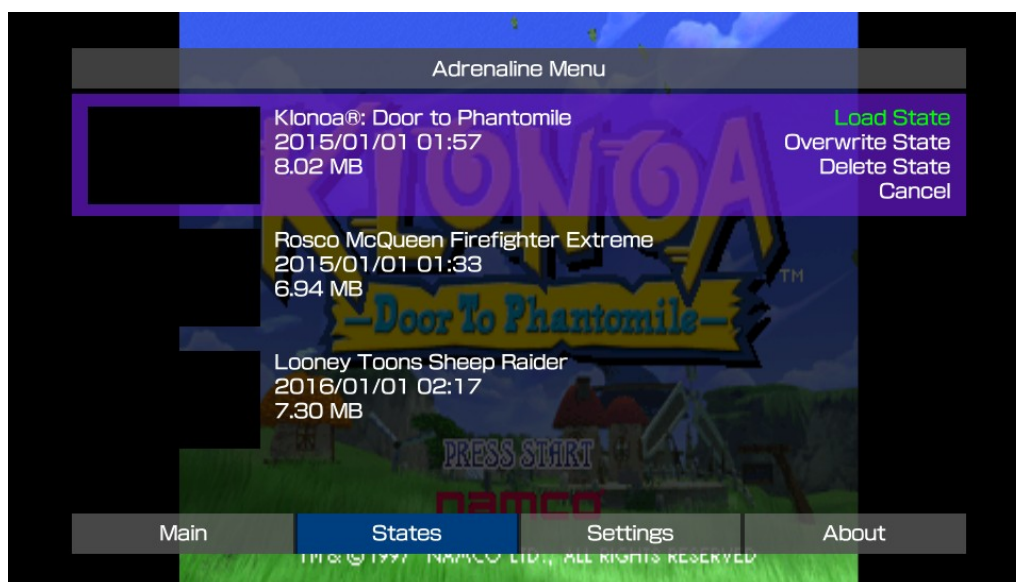 Adrenaline Menu
Klonoa®: Door to Phantomile
2015/01/01 01:57
8.02 MB
Load State
Overwrite State
Delete State
Cancel
Rosco McQueen Firefighter Extreme
2015/01/01 01:33
6.94 MB
Looney Toons Sheep Raider
2016/01/01 02:17
7.30 MB
KLONOA
TM
-Door To Phantomile-
PRESS START
namco
Main
States
Settings
About
TM & © 1997 NAMCO LTD., ALL RIGHTS RESERVED